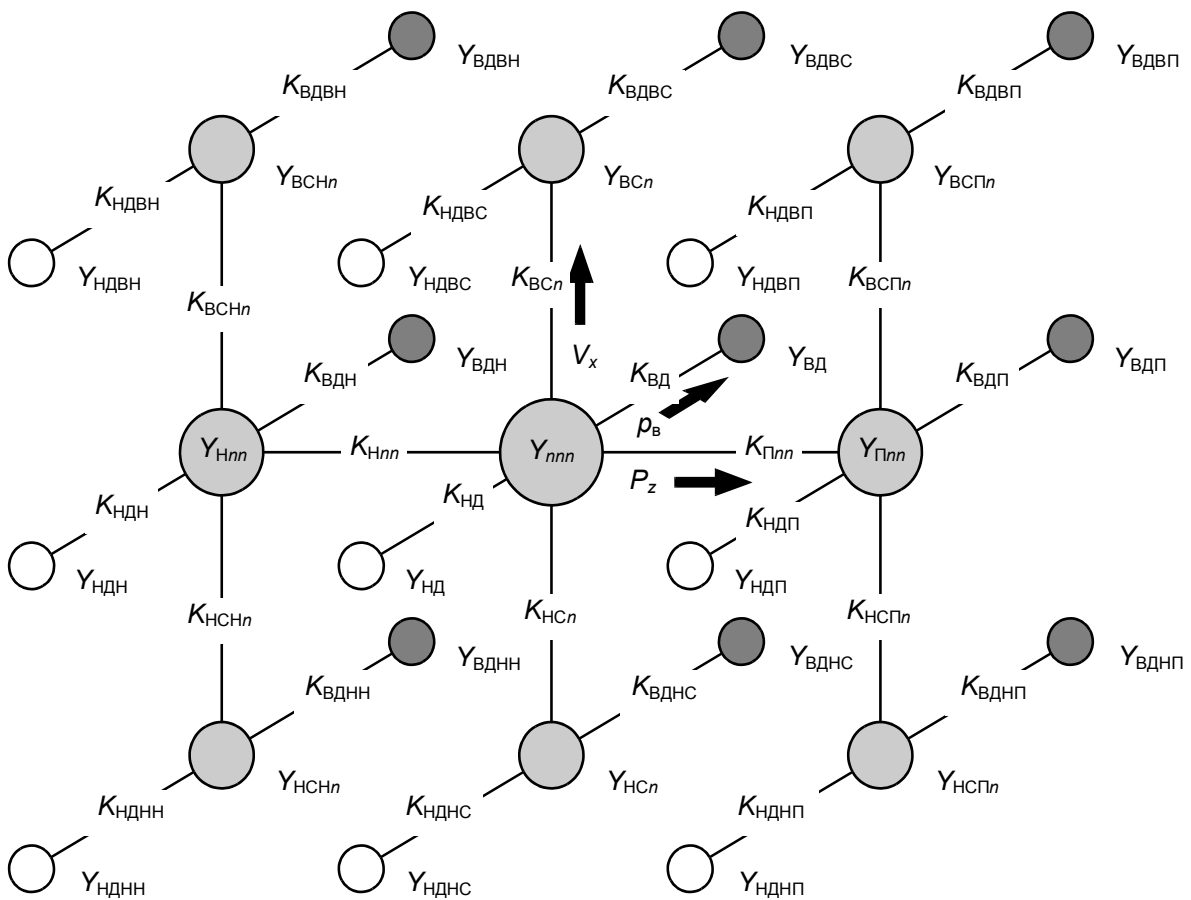 YВДВН YВДВС YВДВП
KВДВН KВДВС KВДВП
YВСНn YВСn YВСПn
KНДВН KНДВС KНДВП
YНДВН YНДВС YНДВП
KВСНn KВСn KВСПn
Vx
YВДН YВД YВДП
KВДН KВД KВДП
pв
YНnn KНnn Ynnn KПnn YПnn
Pz
KНДН KНД KНДП
YНДН YНД YНДП
KНСНn KНСn KНСПn
YВДНН YВДНС YВДНП
KВДНН KВДНС KВДНП
YНСНn YНСn YНСПn
KНДНН KНДНС KНДНП
YНДНН YНДНС YНДНП